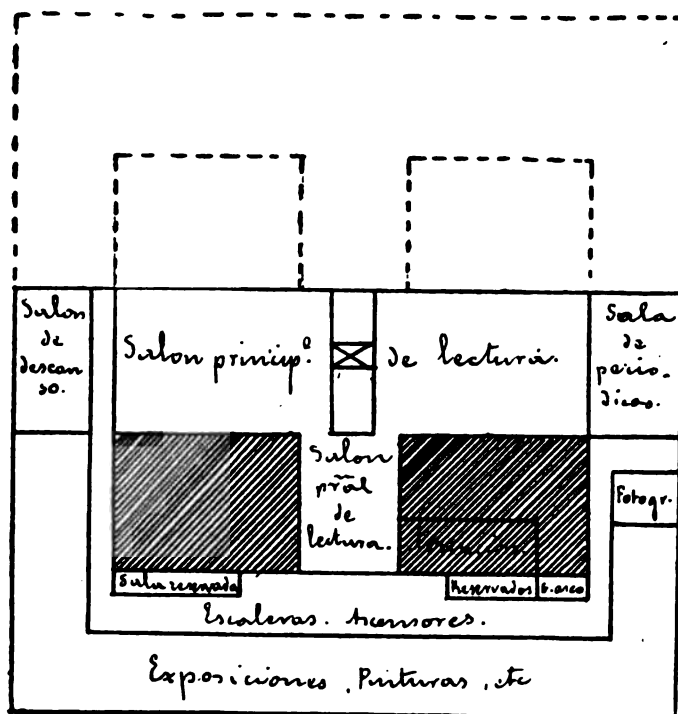 Salon
de
descan
so.
Salon princip.º de lectura.
Sala
de
perio-
dicos.
Salon
pral
de
lectura.
Fotogr.
Sala reservada
Reservados
Escaleras. Ascensores.
Exposiciones, Pinturas, etc